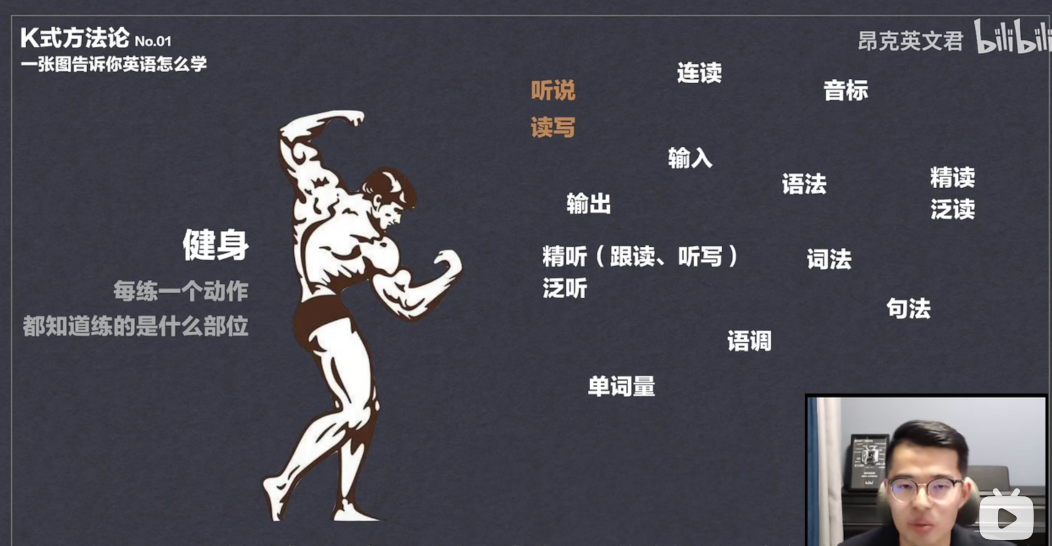 K式方法论 No.01
一张图告诉你英语怎么学
昂克英文君 bilibili
连读
听说
音标
读写
输入
语法
精读
输出
泛读
健身
精听（跟读、听写）
词法
每练一个动作
泛听
句法
都知道练的是什么部位
语调
单词量